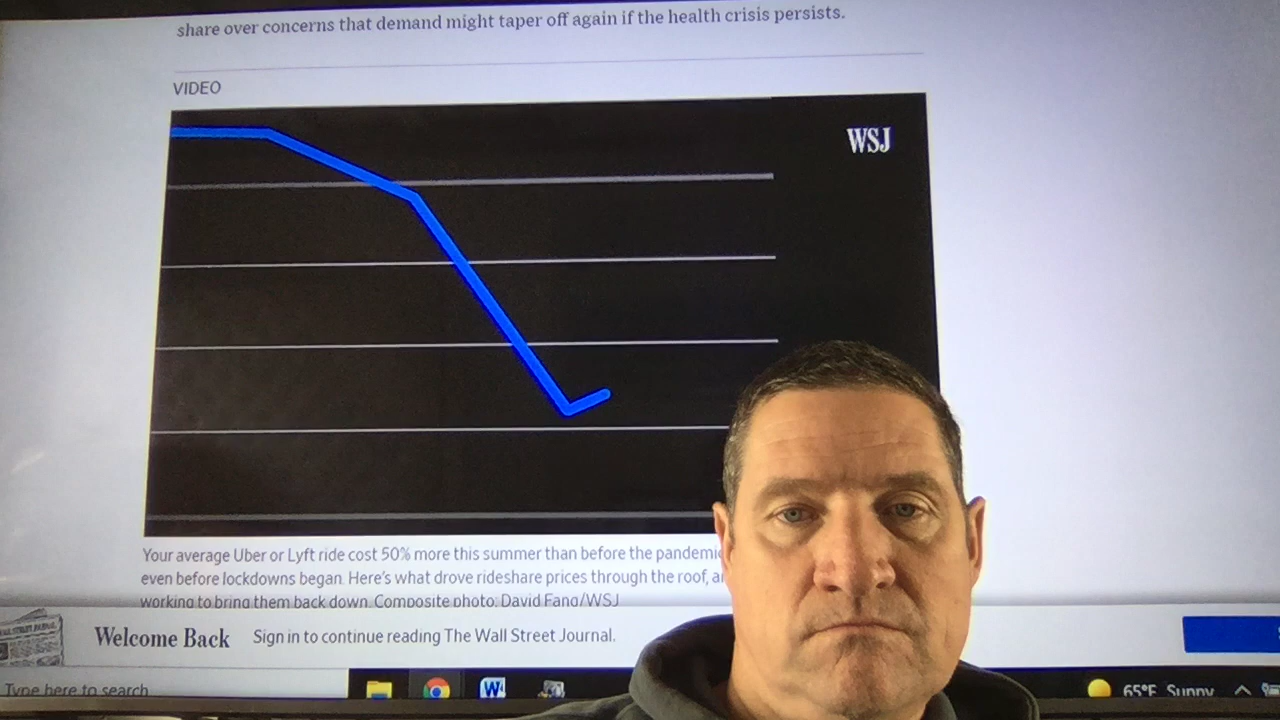 share over concerns that demand might taper off again if the health crisis persists.
VIDEO
WSJ
Your average Uber or Lyft ride cost 50% more this summer than before the pandemic
even before lockdowns began. Here's what drove rideshare prices through the roof,
working to bring them back down. Composite photo: David Fang/WSJ
Welcome Back Sign in to continue reading The Wall Street Journal.
Type here to search
W
65°F Sunny